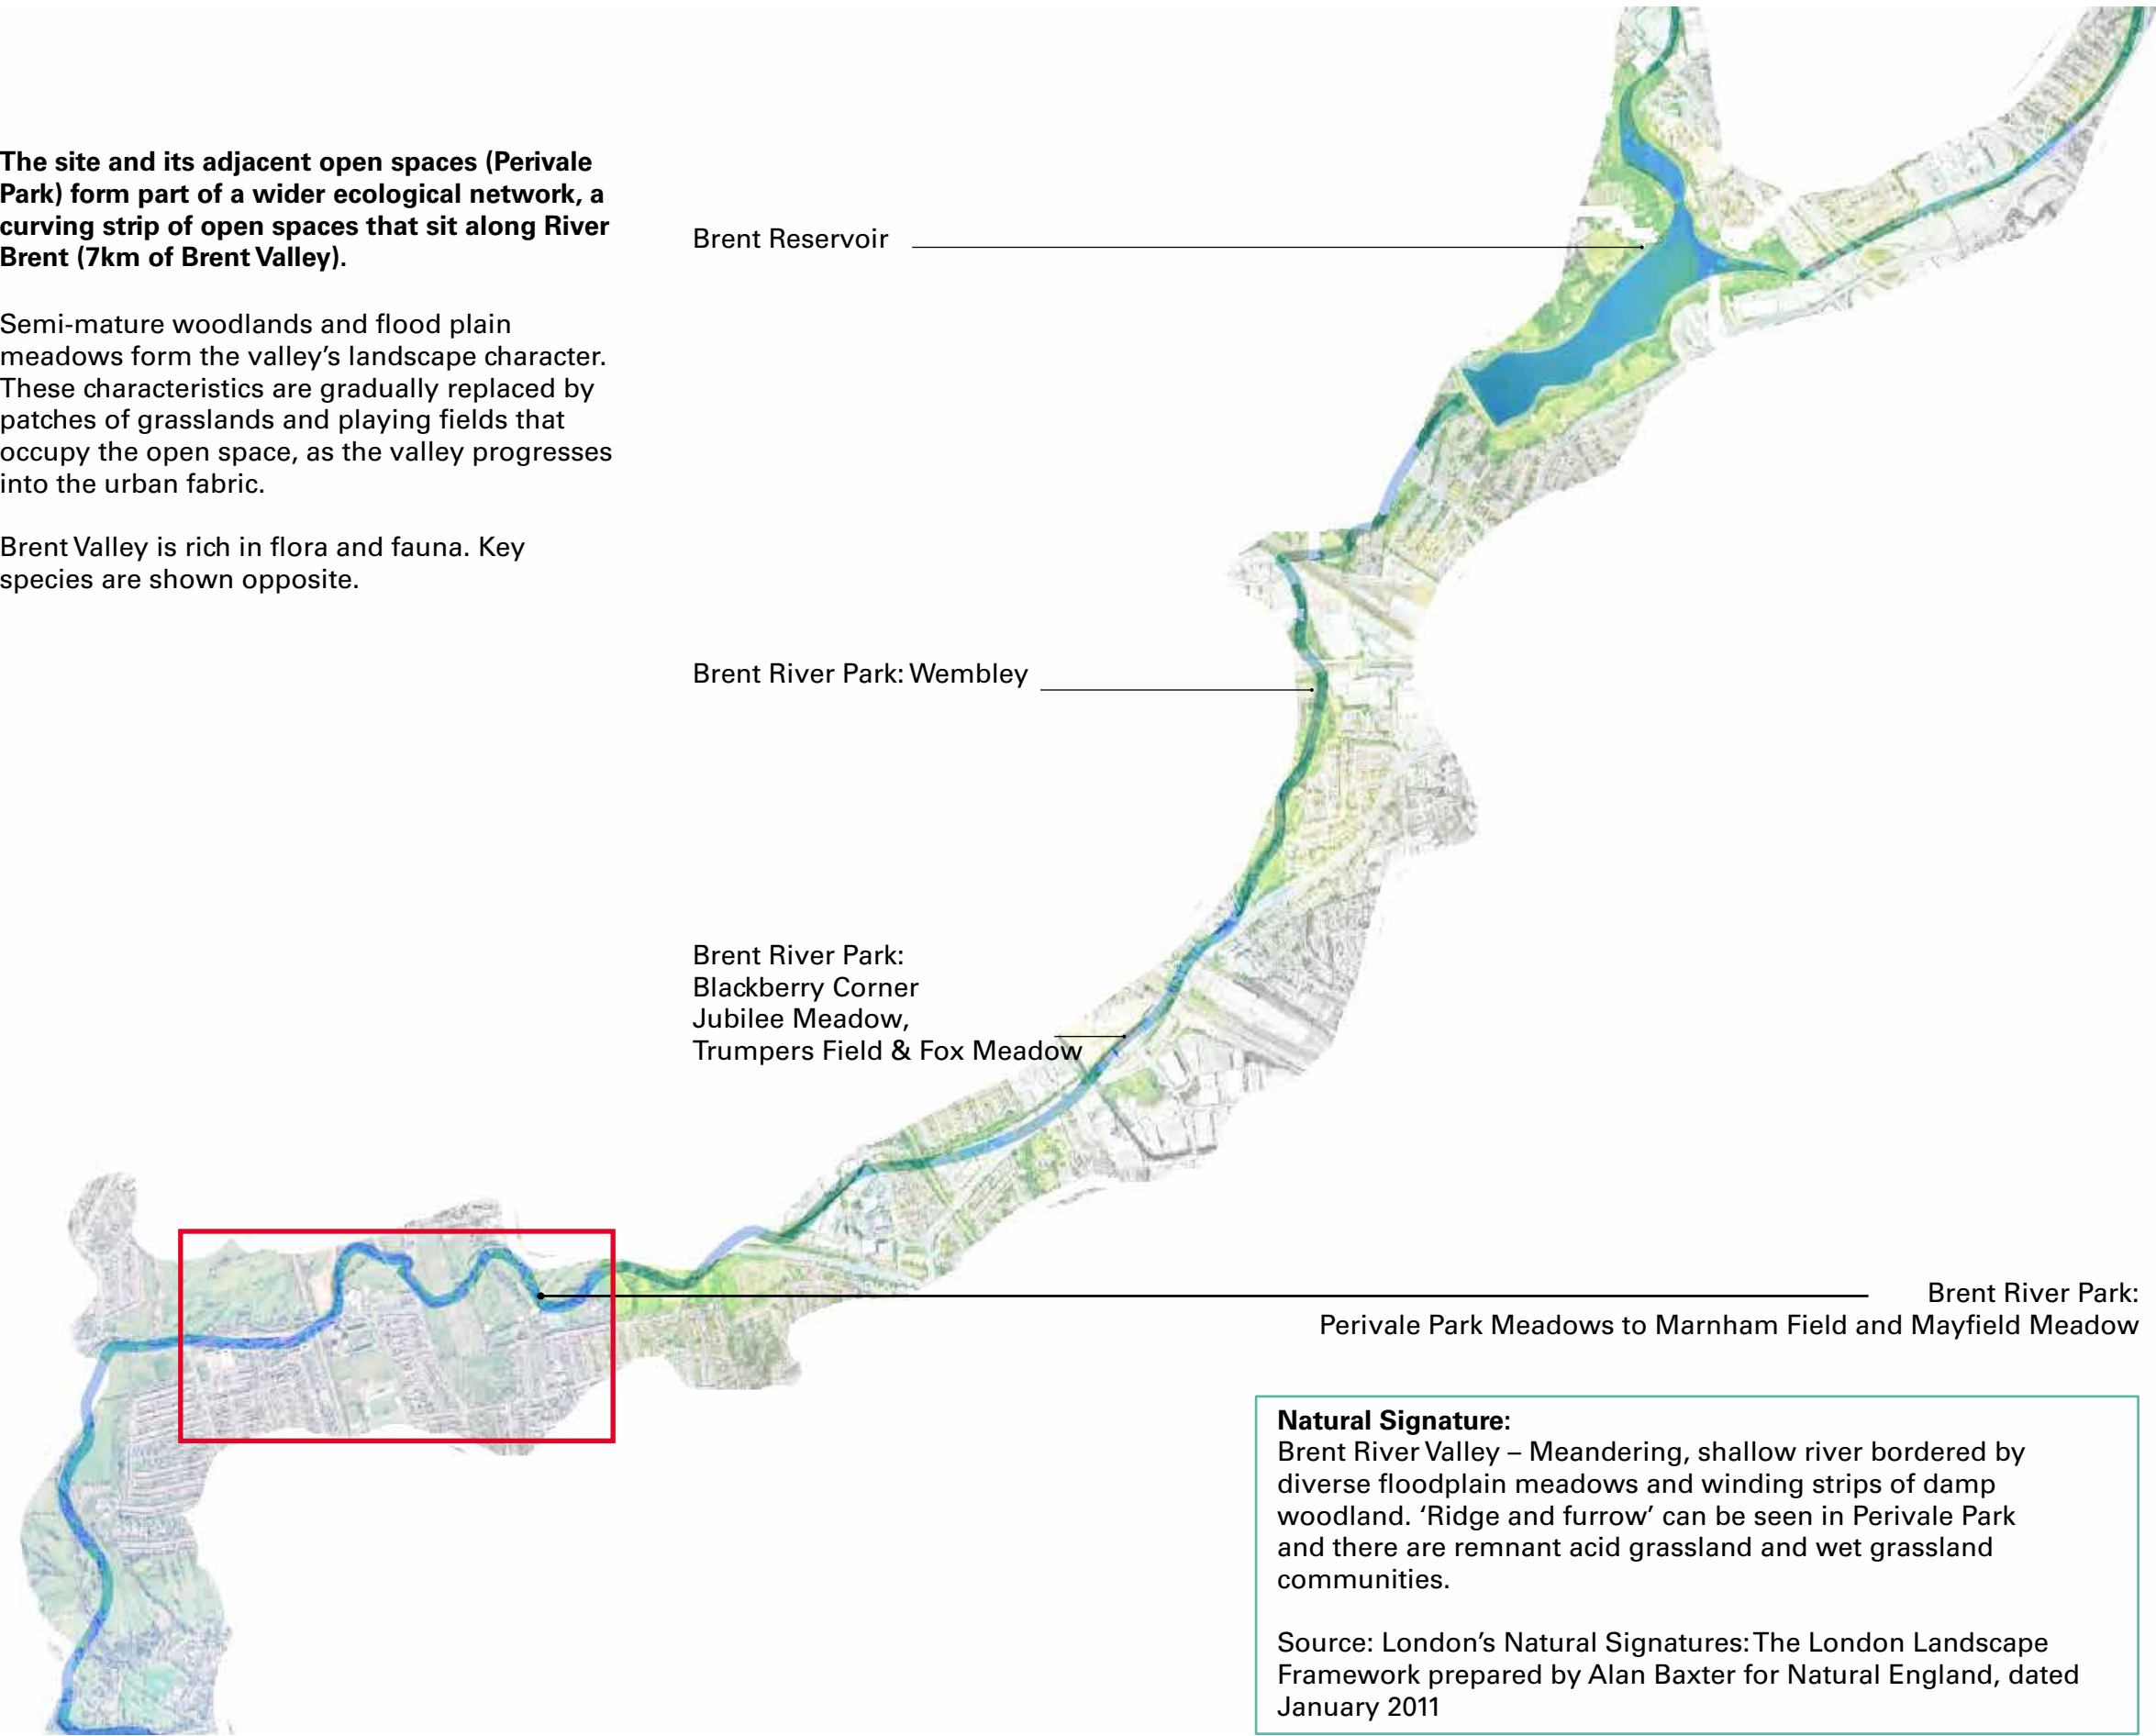 The site and its adjacent open spaces (Perivale
Park) form part of a wider ecological network, a
curving strip of open spaces that sit along River
Brent (7km of Brent Valley).
Semi-mature woodlands and flood plain
meadows form the valley’s landscape character.
These characteristics are gradually replaced by
patches of grasslands and playing fields that
occupy the open space, as the valley progresses
into the urban fabric.
Brent Valley is rich in flora and fauna. Key
species are shown opposite.
Brent Reservoir
Brent River Park: Wembley
Brent River Park:
Blackberry Corner
Jubilee Meadow,
Trumpers Field & Fox Meadow
Brent River Park:
Perivale Park Meadows to Marnham Field and Mayfield Meadow
Natural Signature:
Brent River Valley – Meandering, shallow river bordered by
diverse floodplain meadows and winding strips of damp
woodland. ‘Ridge and furrow’ can be seen in Perivale Park
and there are remnant acid grassland and wet grassland
communities.
Source: London’s Natural Signatures: The London Landscape
Framework prepared by Alan Baxter for Natural England, dated
January 2011